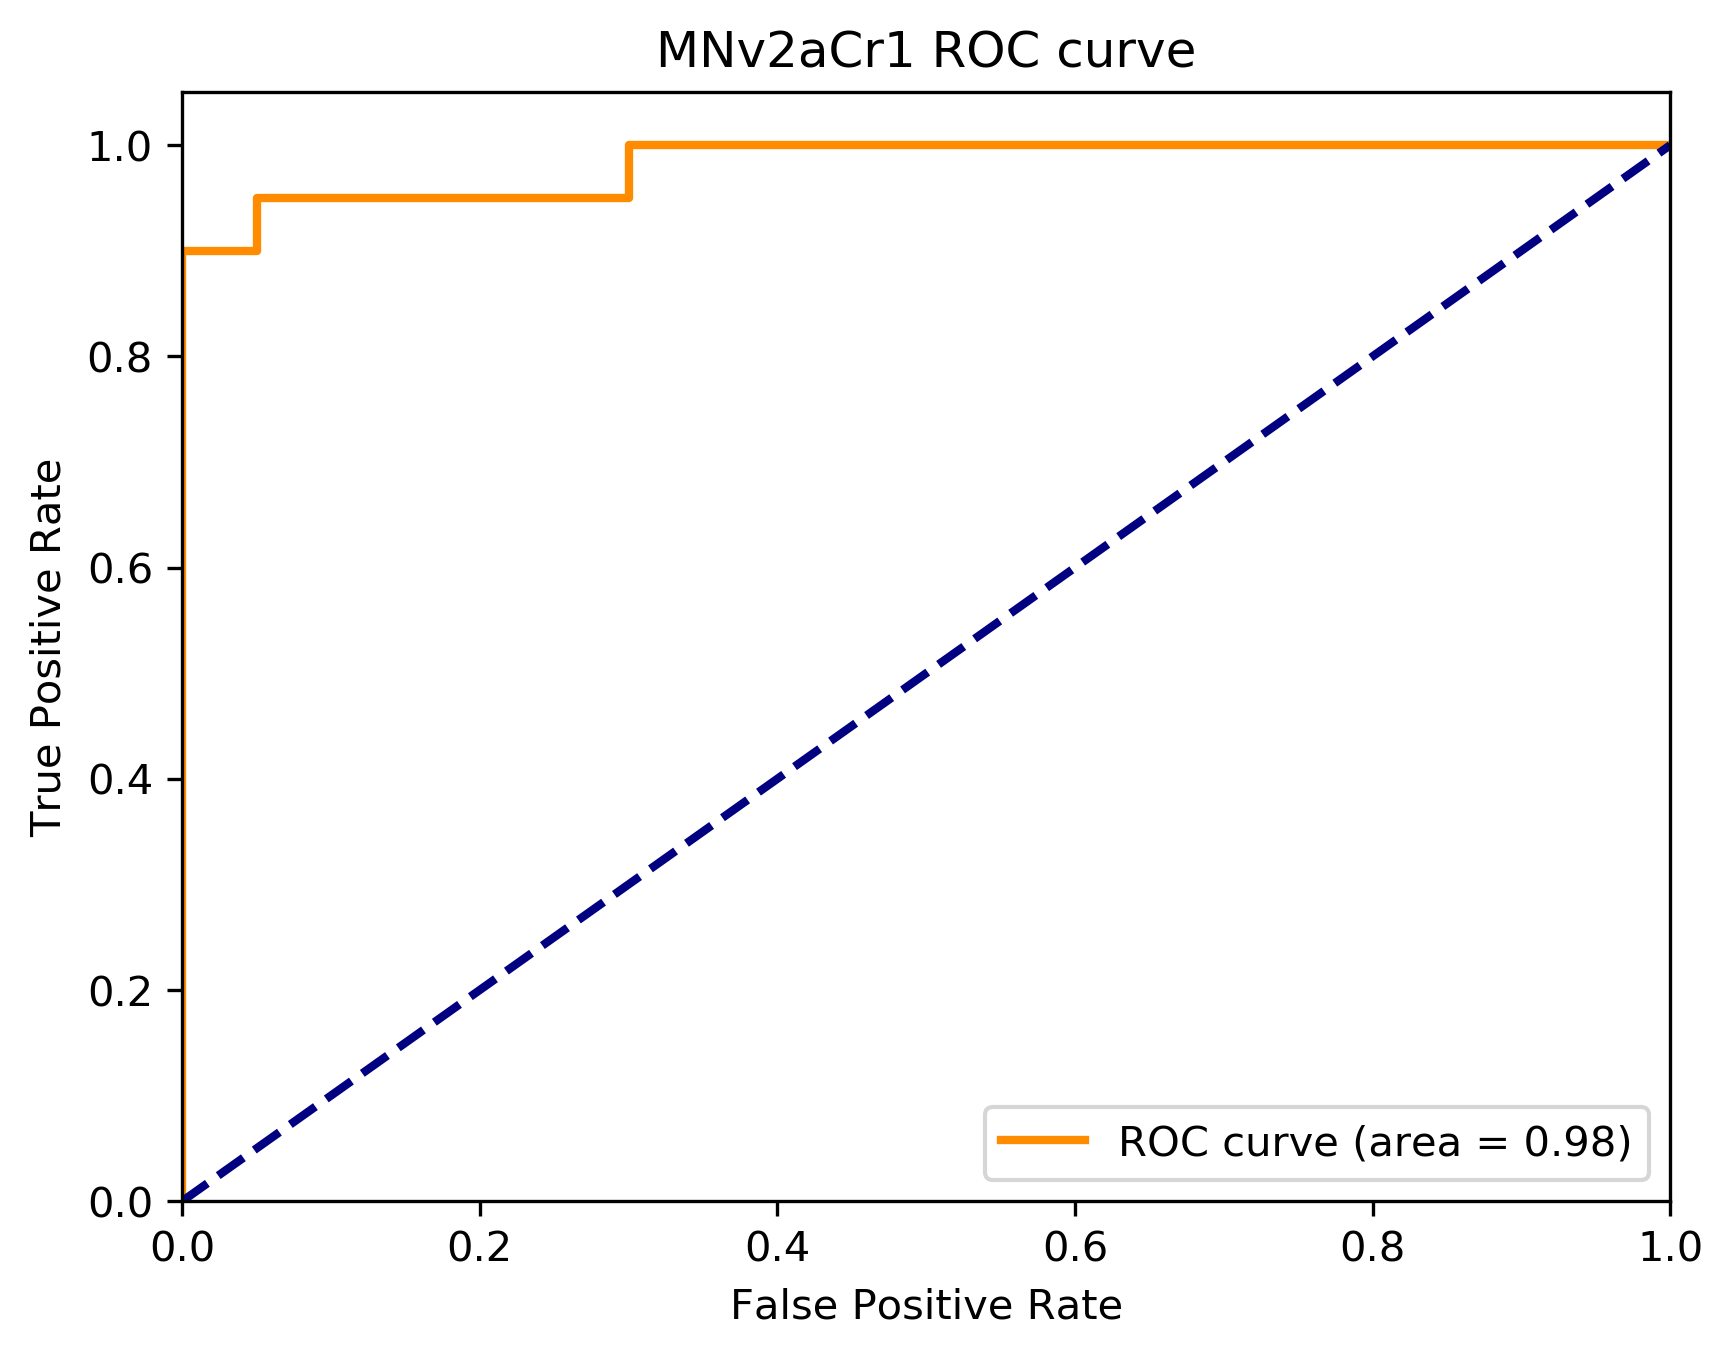 MNv2aCr1 ROC curve
1.0
0.8
0.6
0.4
0.2
0.0
True Positive Rate
ROC curve (area = 0.98)
0.0 0.2 0.4 0.6 0.8 1.0
False Positive Rate